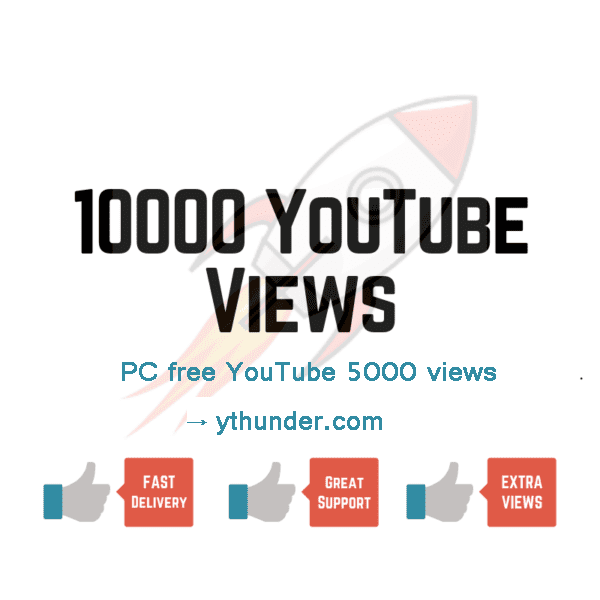 10000 YouTube
Views
PC free YouTube 5000 views
→ ythunder.com
FAST
Delivery
Great
Support
EXTRA
VIEWS